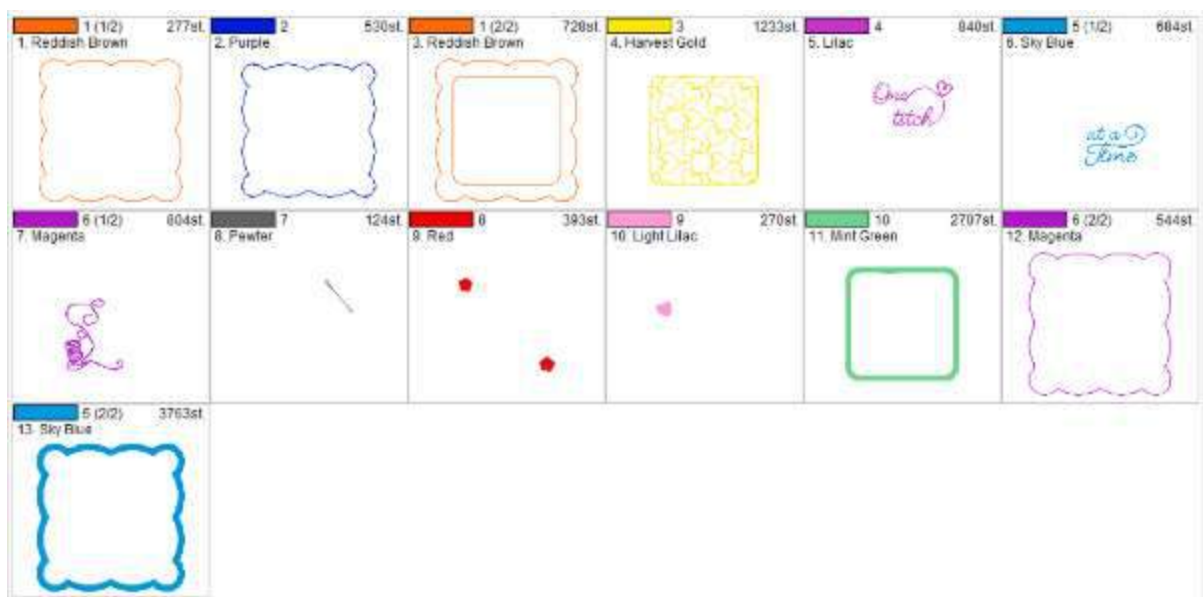 1 (1/2) 277st.
1. Reddish Brown
2 530st.
2. Purple
1 (2/2) 728st.
3. Reddish Brown
3 1233st.
4. Harvest Gold
4 840st.
5. Lilac
One
titch
5 (1/2) 684st.
6. Sky Blue
at a
Time
6 (1/2) 804st.
7. Magenta
7 124st.
8. Pewter
8 393st.
9. Red
9 270st.
10. Light Lilac
10 2707st.
11. Mint Green
6 (2/2) 544st.
12. Magenta
5 (2/2) 3763st.
13. Sky Blue